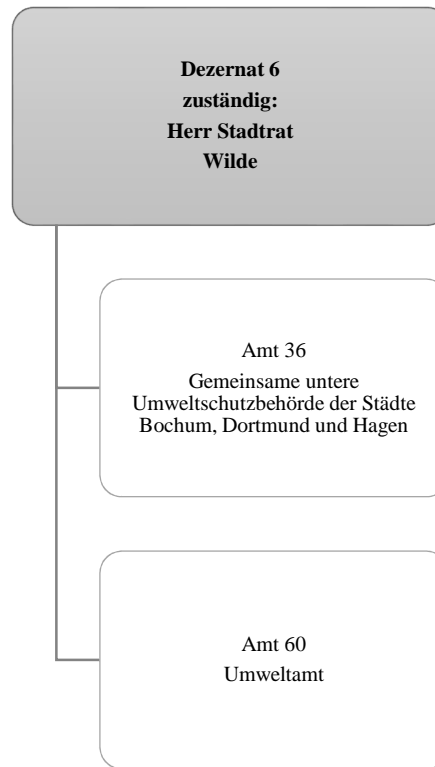 Dezernat 6
zuständig:
Herr Stadtrat
Wilde
Amt 36
Gemeinsame untere
Umweltschutzbehörde der Städte
Bochum, Dortmund und Hagen
Amt 60
Umweltamt